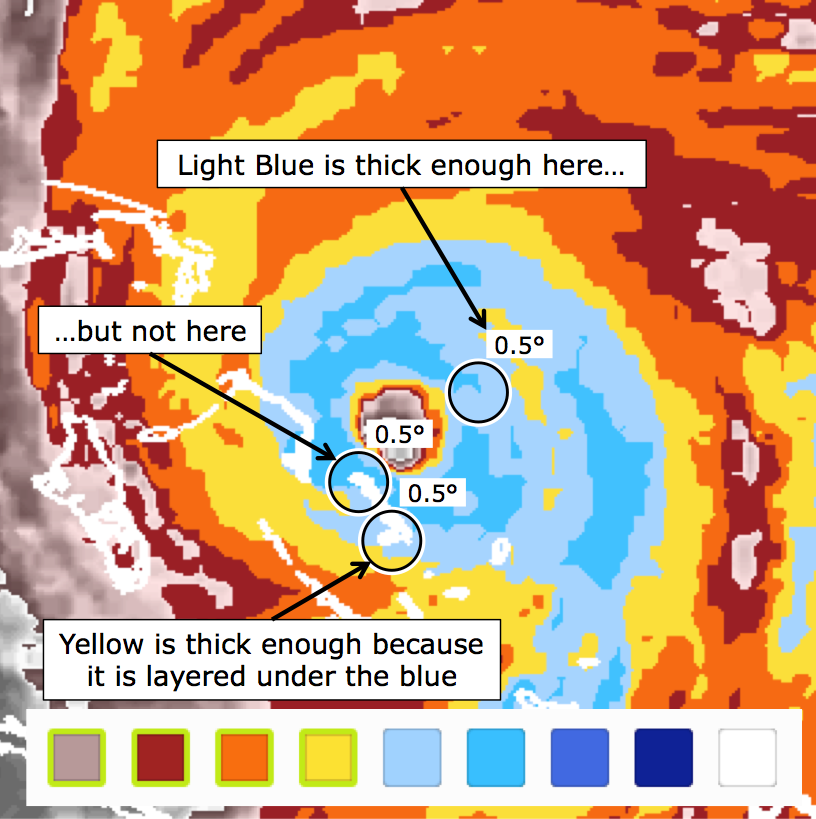 Light Blue is thick enough here...
0.5°
...but not here
0.5°
0.5°
Yellow is thick enough because
it is layered under the blue